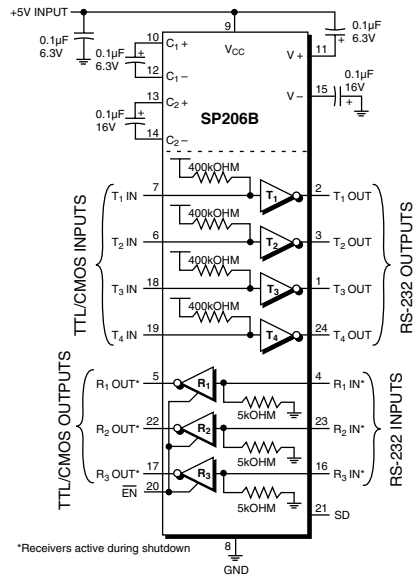 +5V INPUT
0.1µF
6.3V
0.1µF
6.3V
9
VCC
10
C1+
0.1µF
6.3V
12
C1–
V+
11
13
C2+
0.1µF
16V
14
C2–
V–
15
0.1µF
16V
SP206B
TTL/CMOS INPUTS
RS-232 OUTPUTS
400kOHM
T1 IN
7
T1
2
T1 OUT
400kOHM
T2 IN
6
T2
3
T2 OUT
400kOHM
T3 IN
18
T3
1
T3 OUT
400kOHM
T4 IN
19
T4
24
T4 OUT
TTL/CMOS OUTPUTS
RS-232 INPUTS
R1 OUT*
5
R1
4
R1 IN*
5kOHM
R2 OUT*
22
R2
23
R2 IN*
5kOHM
R3 OUT*
17
R3
16
R3 IN*
5kOHM
EN
20
21
SD
*Receivers active during shutdown
8
GND